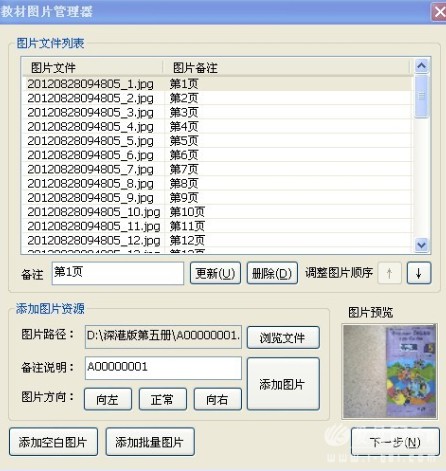 教材图片管理器
图片文件列表
图片文件 图片备注
20120828094805_1.jpg 第1页
20120828094805_2.jpg 第2页
20120828094805_3.jpg 第3页
20120828094805_4.jpg 第4页
20120828094805_5.jpg 第5页
20120828094805_6.jpg 第6页
20120828094805_7.jpg 第7页
20120828094805_8.jpg 第8页
20120828094805_9.jpg 第9页
20120828094805_10.jpg 第10页
20120828094805_11.jpg 第11页
20120828094805_12.jpg 第12页
备注 第1页 更新(U) 删除(D) 调整图片顺序 ↑ ↓
添加图片资源 图片预览
图片路径： D:\深港版第五册\A00000001. 浏览文件
备注说明： A00000001 添加图片
图片方向： 向左 正常 向右
添加空白图片 添加批量图片 下一步(N)